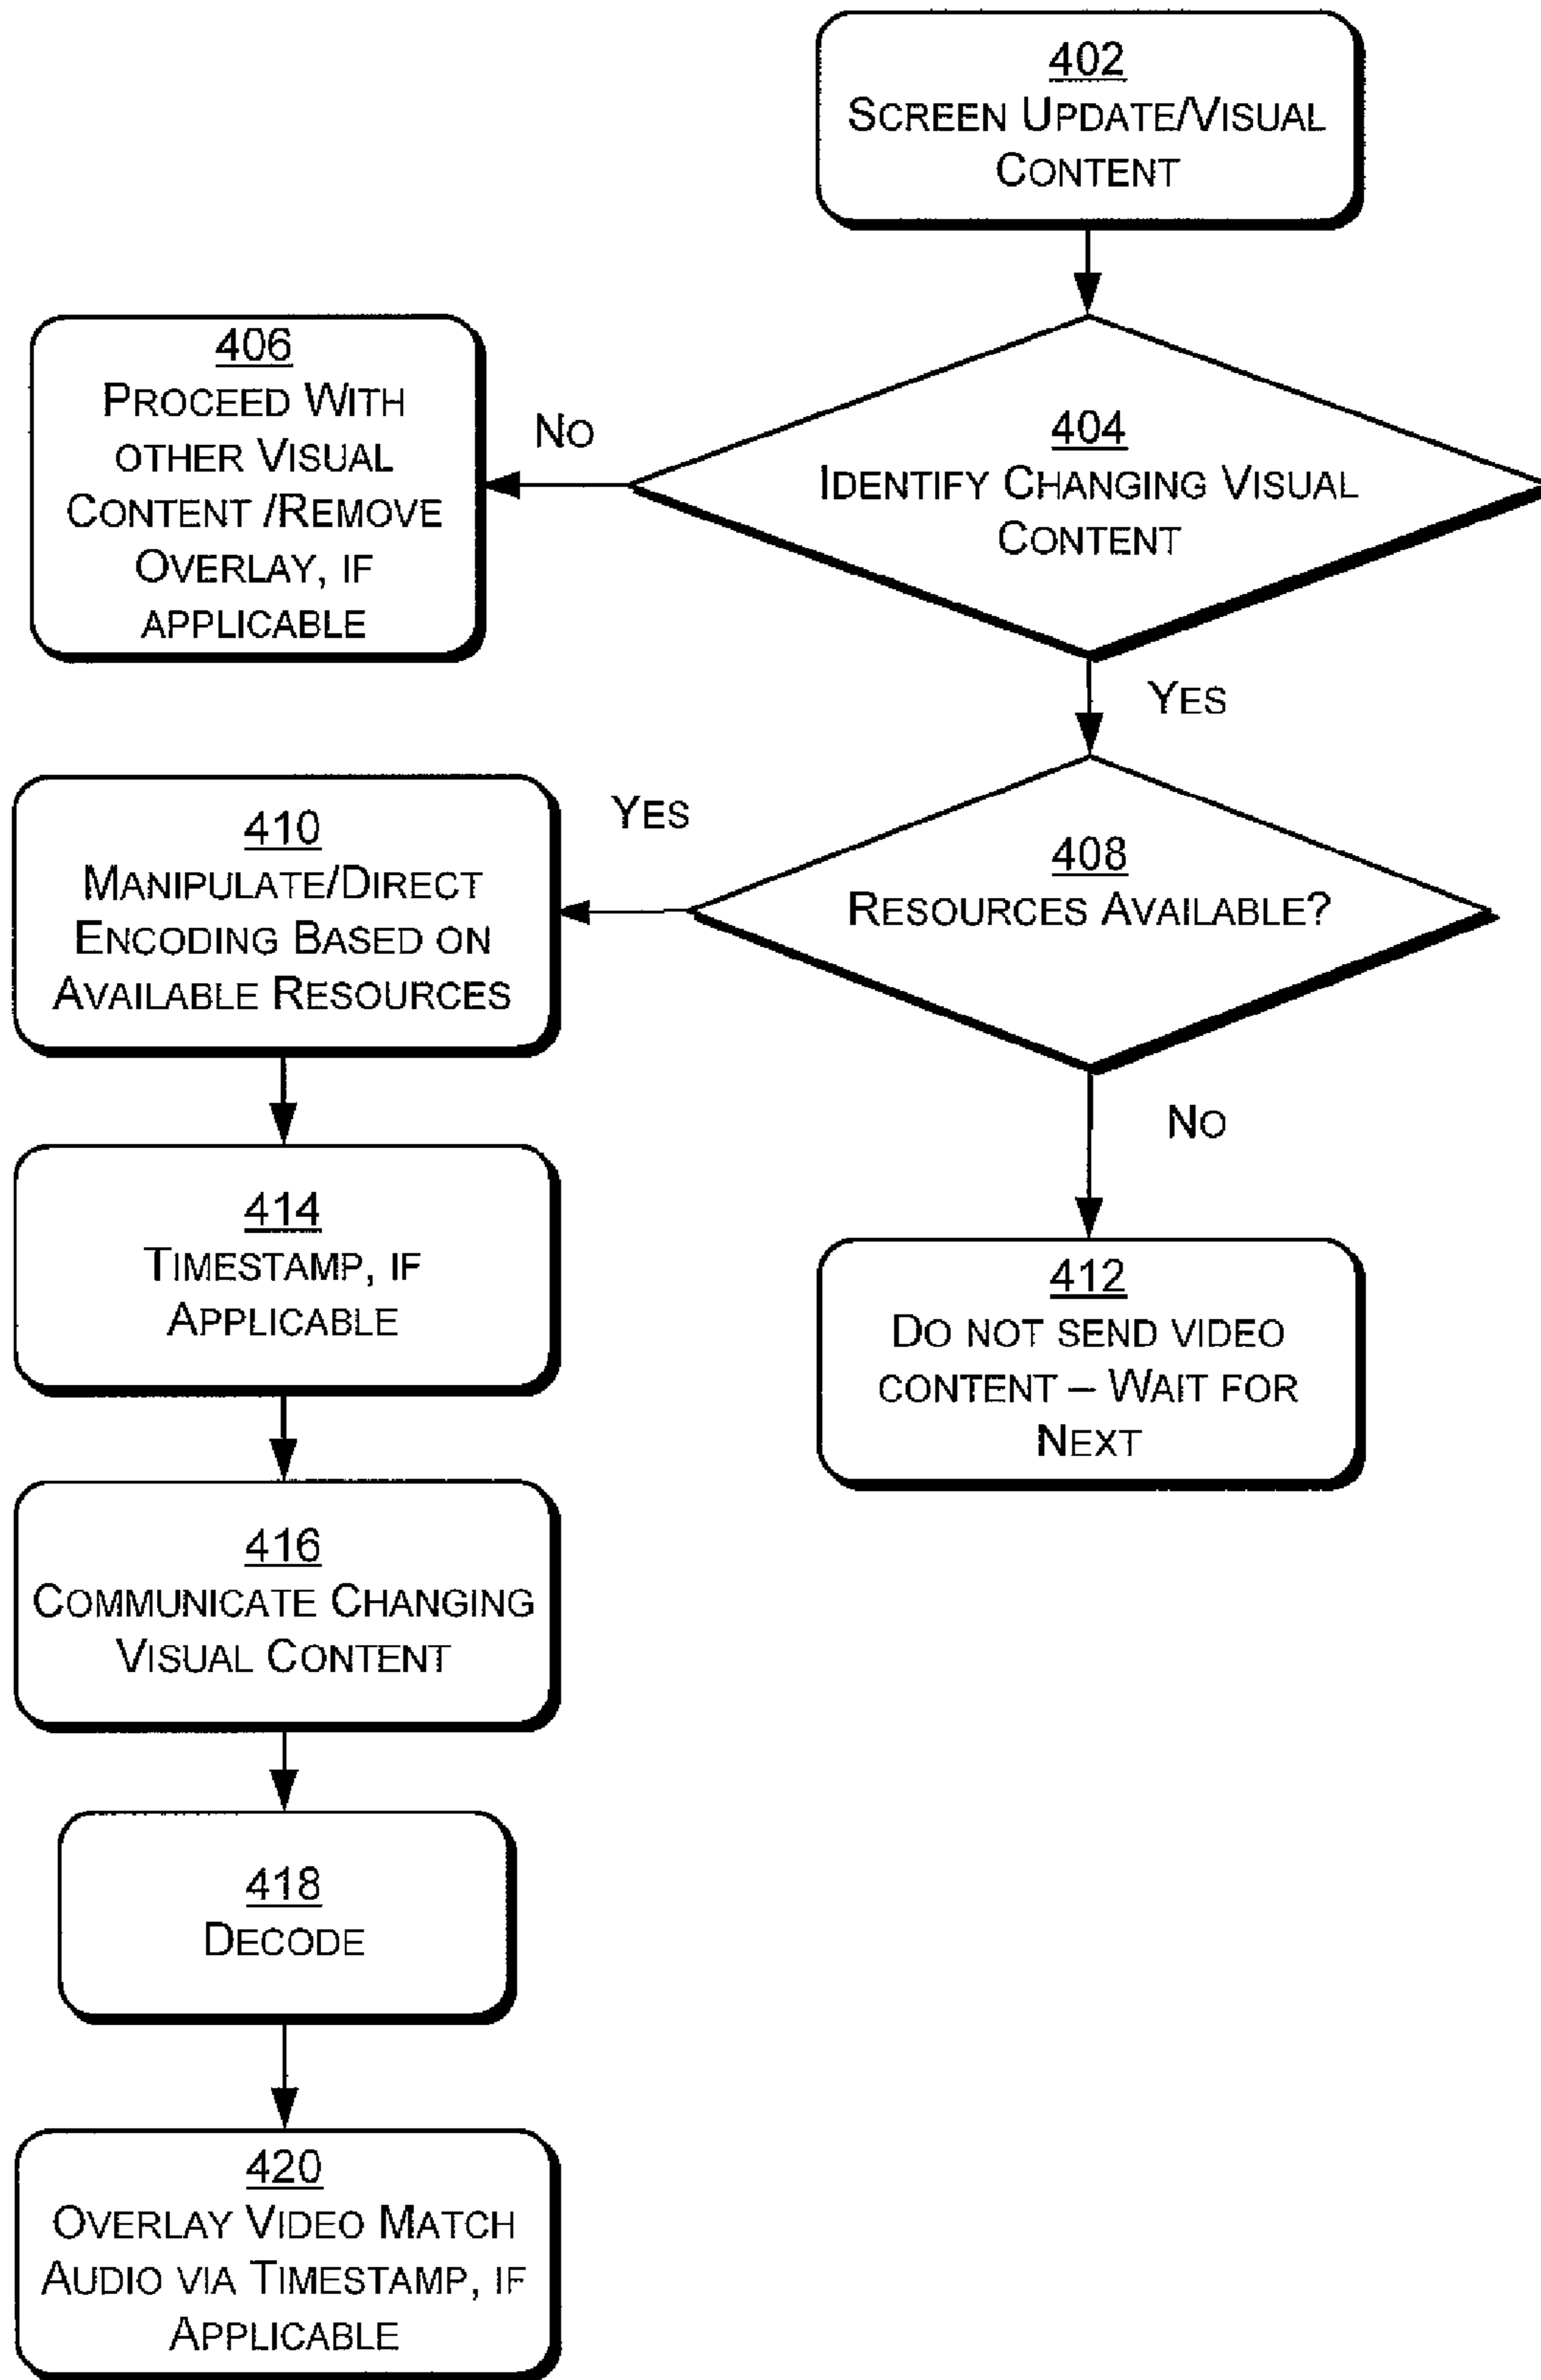 402
SCREEN UPDATE/VISUAL
CONTENT
406
PROCEED WITH
OTHER VISUAL
CONTENT /REMOVE
OVERLAY, IF
APPLICABLE
NO
404
IDENTIFY CHANGING VISUAL
CONTENT
YES
410
MANIPULATE/DIRECT
ENCODING BASED ON
AVAILABLE RESOURCES
YES
408
RESOURCES AVAILABLE?
NO
414
TIMESTAMP, IF
APPLICABLE
412
DO NOT SEND VIDEO
CONTENT – WAIT FOR
NEXT
416
COMMUNICATE CHANGING
VISUAL CONTENT
418
DECODE
420
OVERLAY VIDEO MATCH
AUDIO VIA TIMESTAMP, IF
APPLICABLE